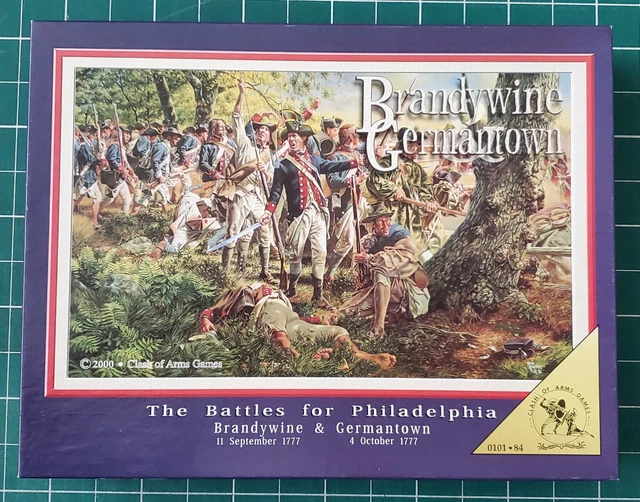 Brandywine
&
Germantown
© 2000 • Clash of Arms Games
The Battles for Philadelphia
Brandywine & Germantown
11 September 1777 4 October 1777
CLASH OF ARMS GAMES
0101 • 84